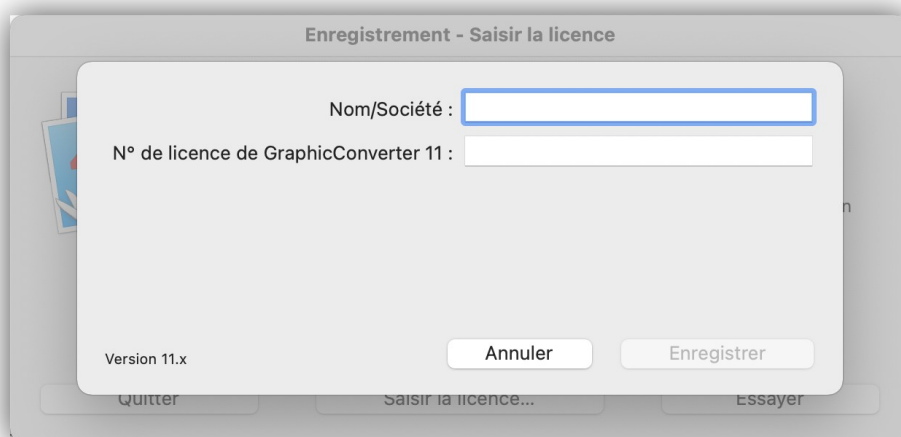 Enregistrement - Saisir la licence
Nom/Société :
N° de licence de GraphicConverter 11 :
n
Version 11.x
Annuler
Enregistrer
Quitter
Saisir la licence...
Essayer